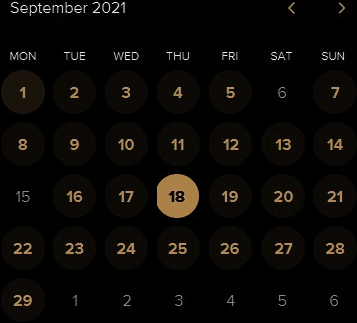 September 2021
MON TUE WED THU FRI SAT SUN
1 2 3 4 5 6 7
8 9 10 11 12 13 14
15 16 17 18 19 20 21
22 23 24 25 26 27 28
29 1 2 3 4 5 6